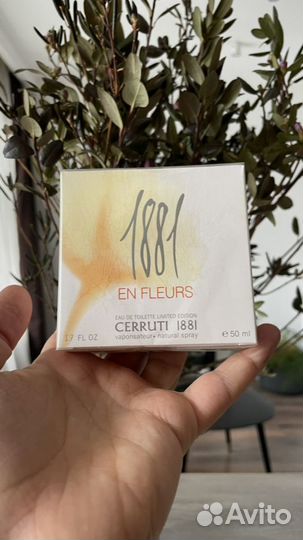 1881
EN FLEURS
EAU DE TOILETTE LIMITED EDITION
CERRUTI 1881
1.9 FL OZ vaporisateur • natural spray ℮ 50 ml
Avito